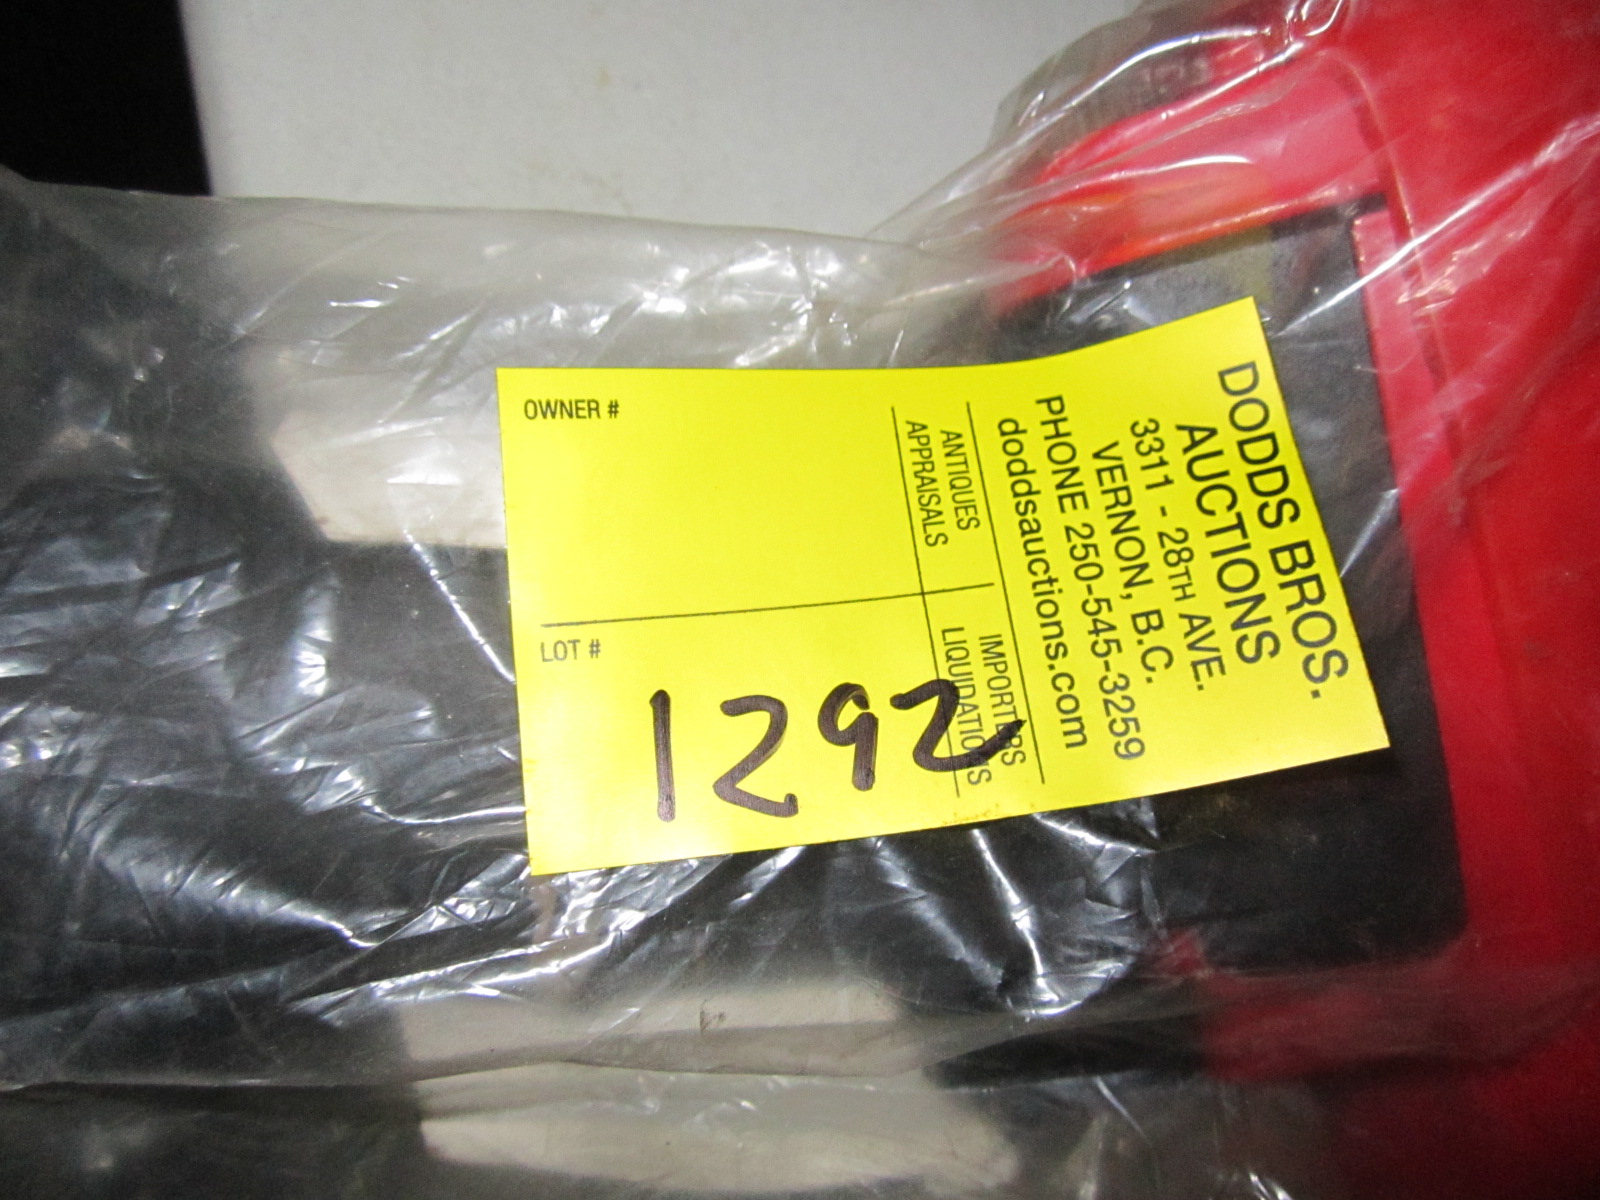 DODDS BROS.
AUCTIONS
3311 - 28TH AVE.
VERNON, B.C.
PHONE 250-545-3259
doddsauctions.com
ANTIQUES
APPRAISALS
IMPORTERS
LIQUIDATIONS
OWNER #
LOT #
1292